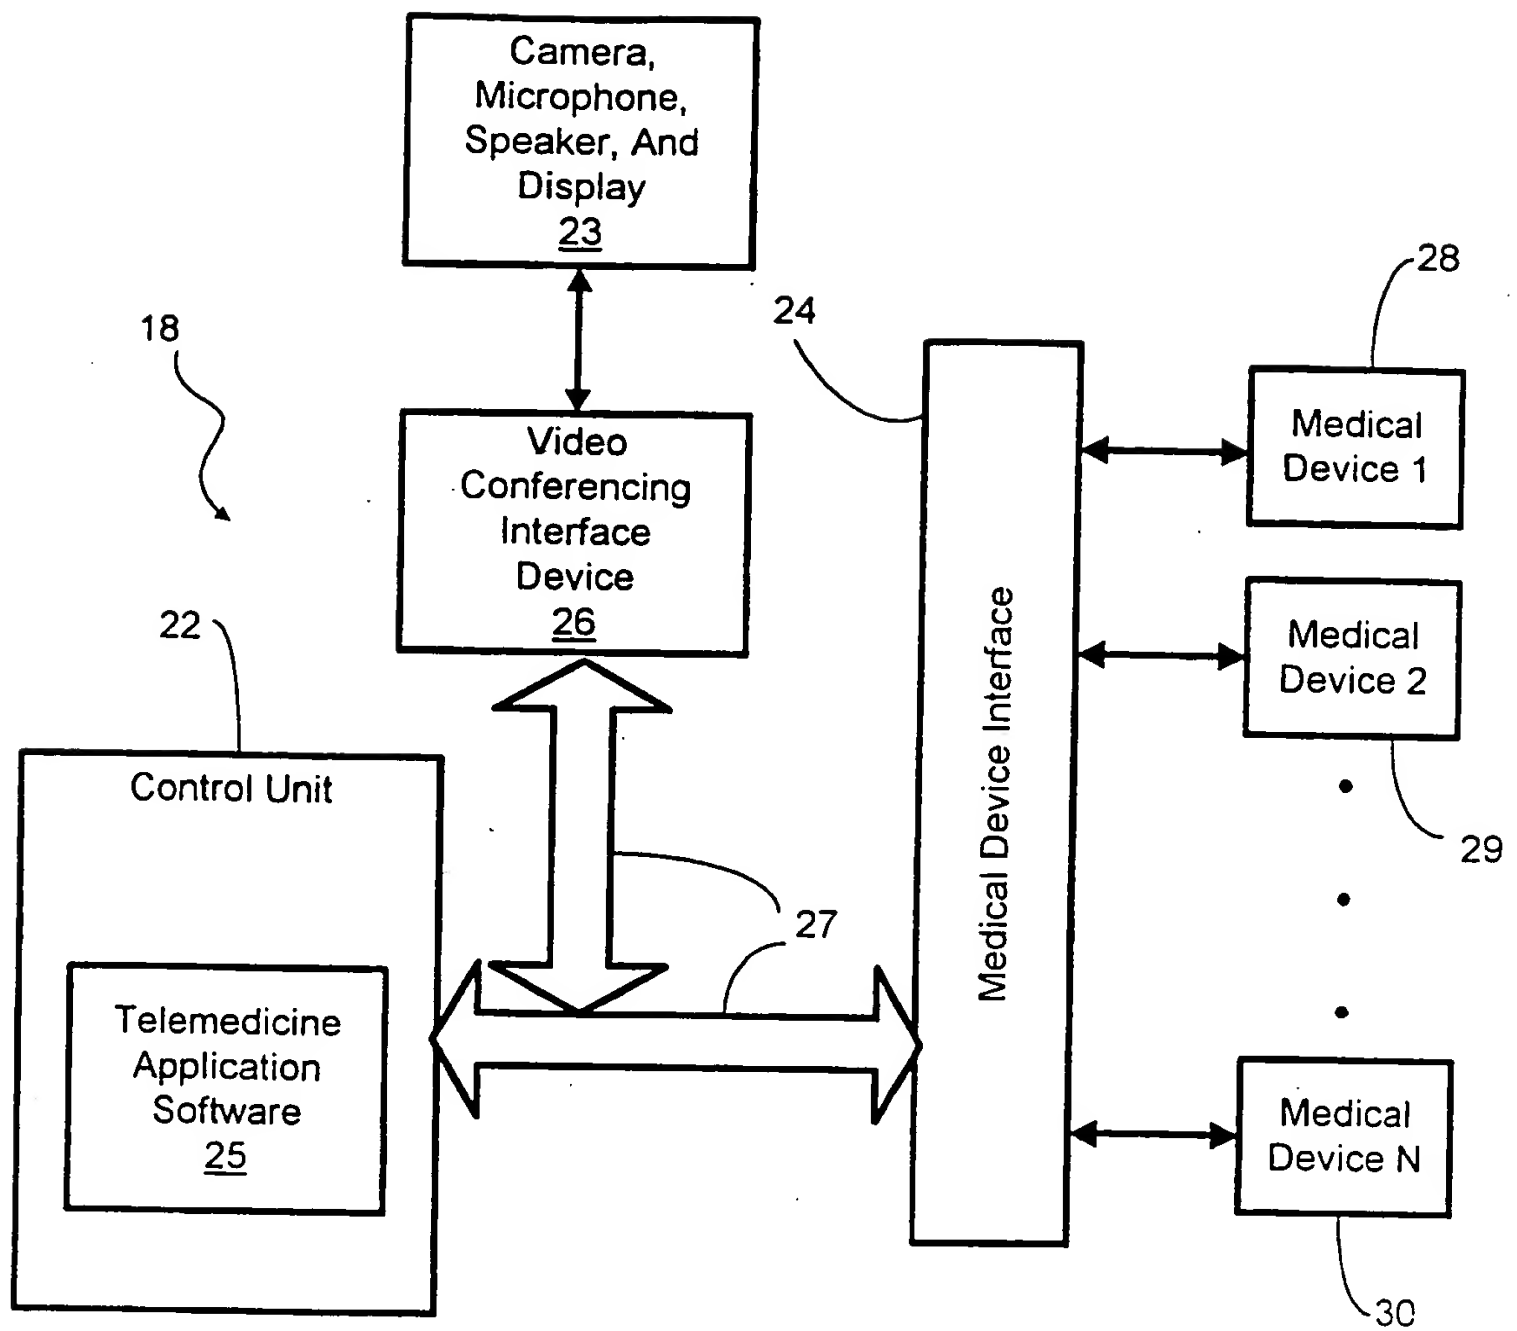 Camera,
Microphone,
Speaker, And
Display
23
18
24
28
Medical
Device 1
Video
Conferencing
Interface
Device
26
22
Medical
Device 2
29
Control Unit
Medical Device Interface
27
Telemedicine
Application
Software
25
Medical
Device N
30